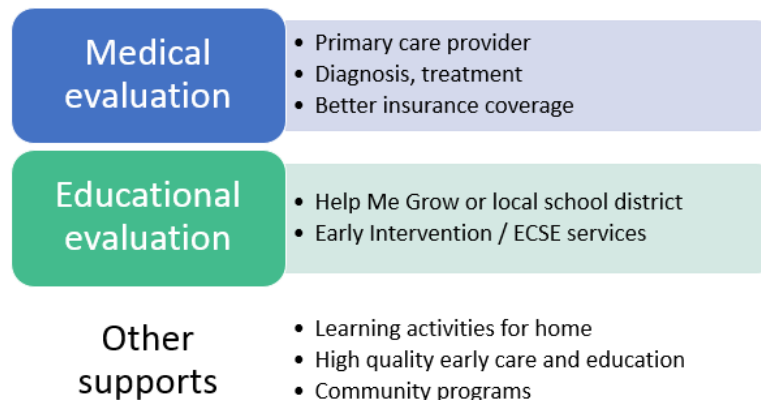 Medical
evaluation
• Primary care provider
• Diagnosis, treatment
• Better insurance coverage
Educational
evaluation
• Help Me Grow or local school district
• Early Intervention / ECSE services
Other
supports
• Learning activities for home
• High quality early care and education
• Community programs